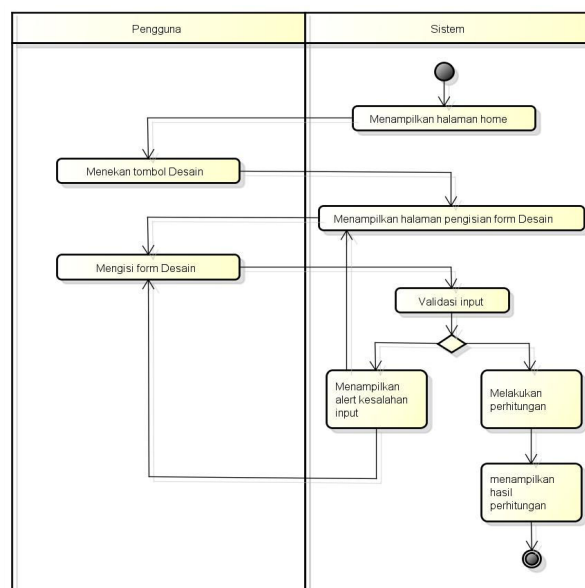 Pengguna
Sistem
Menampilkan halaman home
Menekan tombol Desain
Menampilkan halaman pengisian form Desain
Mengisi form Desain
Validasi input
Menampilkan
alert kesalahan
input
Melakukan
perhitungan
menampilkan
hasil
perhitungan